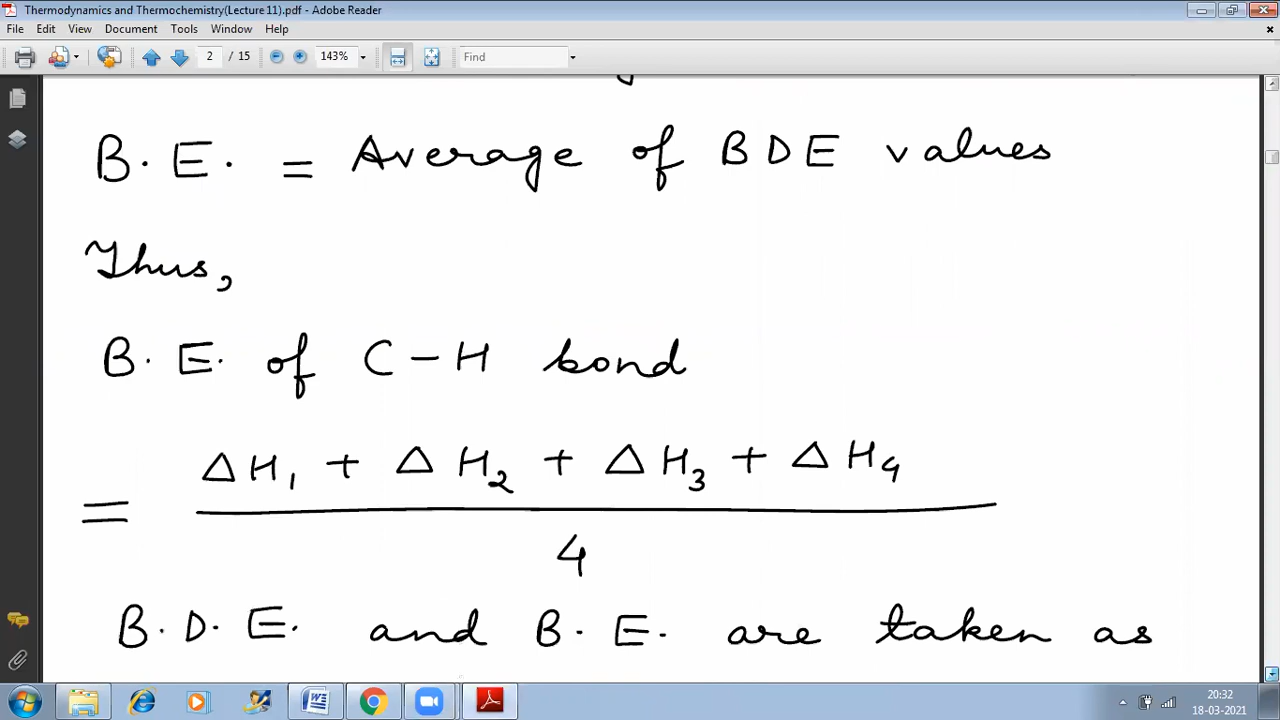 Thermodynamics and Thermochemistry(Lecture 11).pdf - Adobe Reader
File Edit View Document Tools Window Help
2 / 15 143% Find
B. E. = Average of BDE values
Thus,
B. E. of C - H bond
= ΔH₁ + ΔH₂ + ΔH₃ + ΔH₄
4
B. D. E. and B. E. are taken as
20:32
18-03-2021